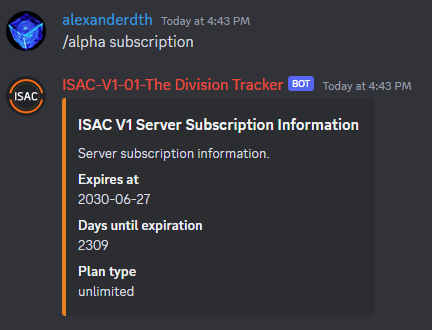 alexanderdth Today at 4:43 PM
/alpha subscription
ISAC-V1-01-The Division Tracker BOT Today at 4:43 PM
ISAC
ISAC V1 Server Subscription Information
Server subscription information.
Expires at
2030-06-27
Days until expiration
2309
Plan type
unlimited